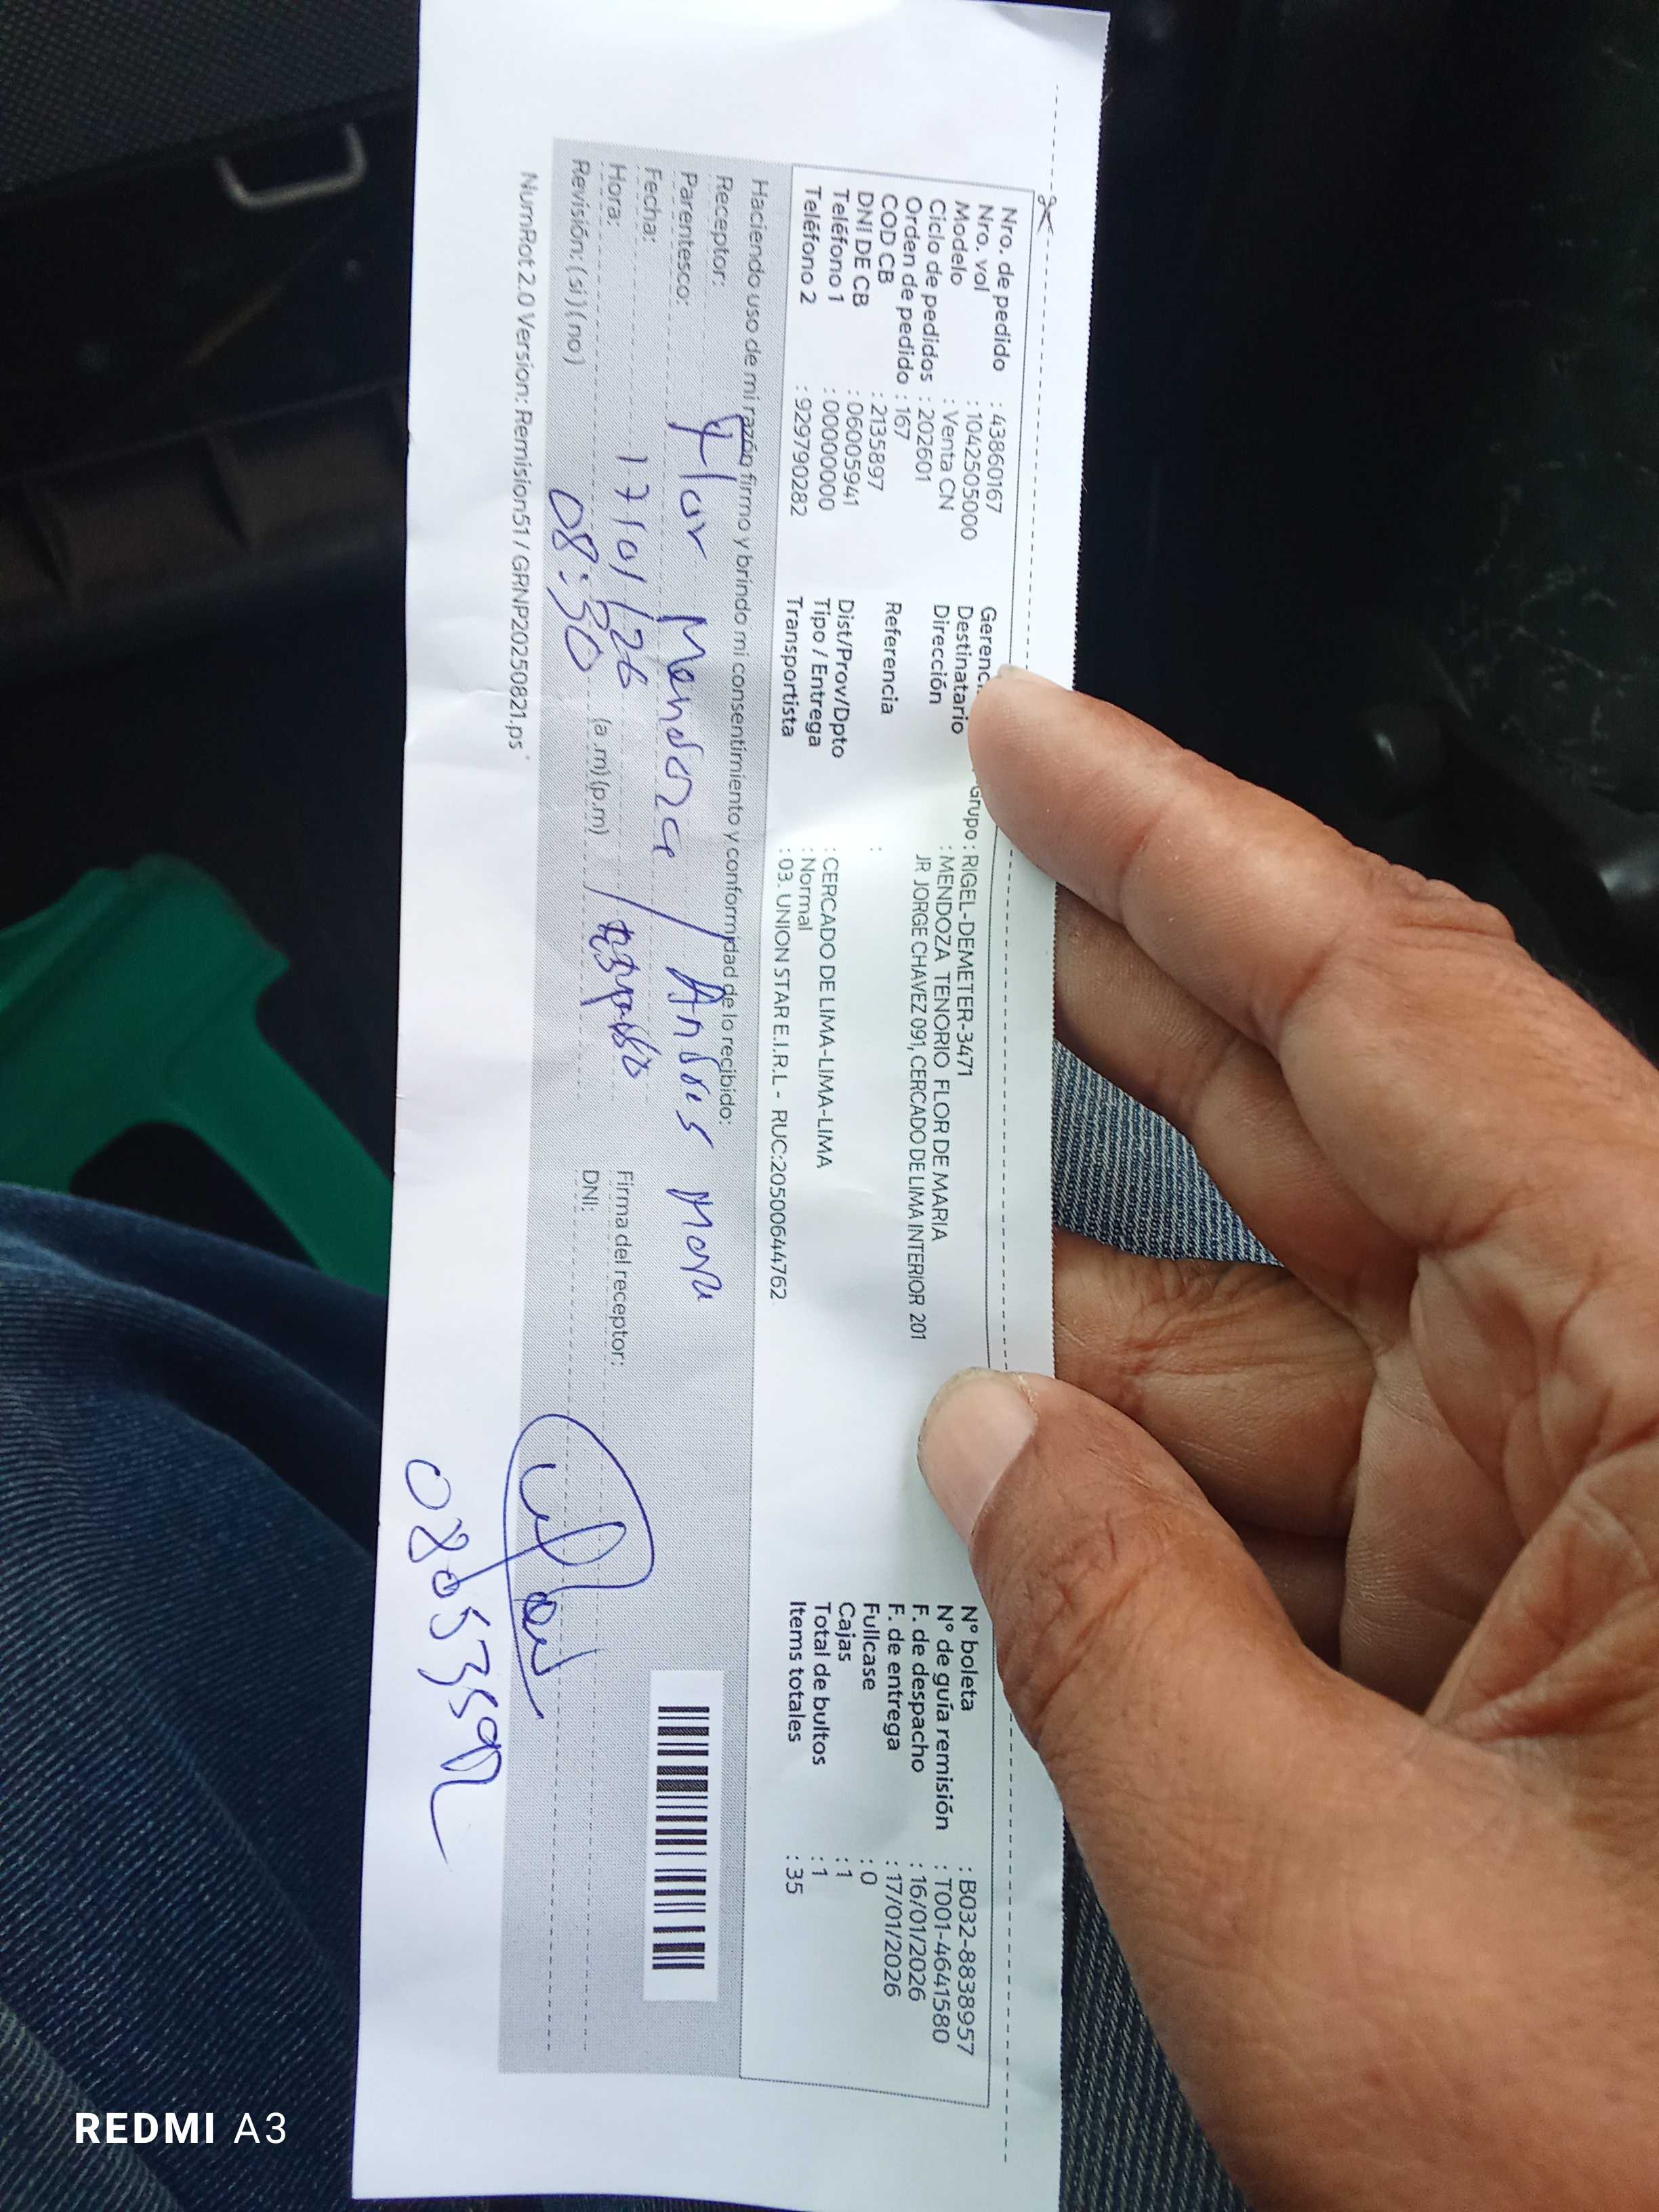 Nro. de pedido : 43860167
Nro. vol : 1042505000
Modelo : Venta CN
Ciclo de pedidos : 202601
Orden de pedido : 167
COD CB : 2135897
DNI DE CB : 06005941
Teléfono 1 : 00000000
Teléfono 2 : 929790282
Grupo : RIGEL-DEMETER-3471
Destinatario : MENDOZA TENORIO FLOR DE MARIA
Dirección JR JORGE CHAVEZ 091, CERCADO DE LIMA INTERIOR 201
Referencia :
Dist/Prov/Dpto : CERCADO DE LIMA-LIMA-LIMA
Tipo / Entrega : Normal
Transportista : 03. UNION STAR E.I.R.L - RUC:20500644762
N° boleta : B032-8838957
N° de guía remisión : T001-4641580
F. de despacho : 16/01/2026
F. de entrega : 17/01/2026
Fullcase : 0
Cajas : 1
Total de bultos : 1
Items totales : 35
Haciendo uso de mi razón firmo y brindo mi consentimiento y conformidad de lo recibido:
Receptor: Flor Mendoza / Andres
Parentesco:
Fecha: 17/01/26
Hora: 08:30 (a .m)(p.m) /
Revisión: (si) (no)
Firma del receptor:
DNI:
NumRot2.0 Version: Remision51 / GRNP20250821.ps
REDMI A3